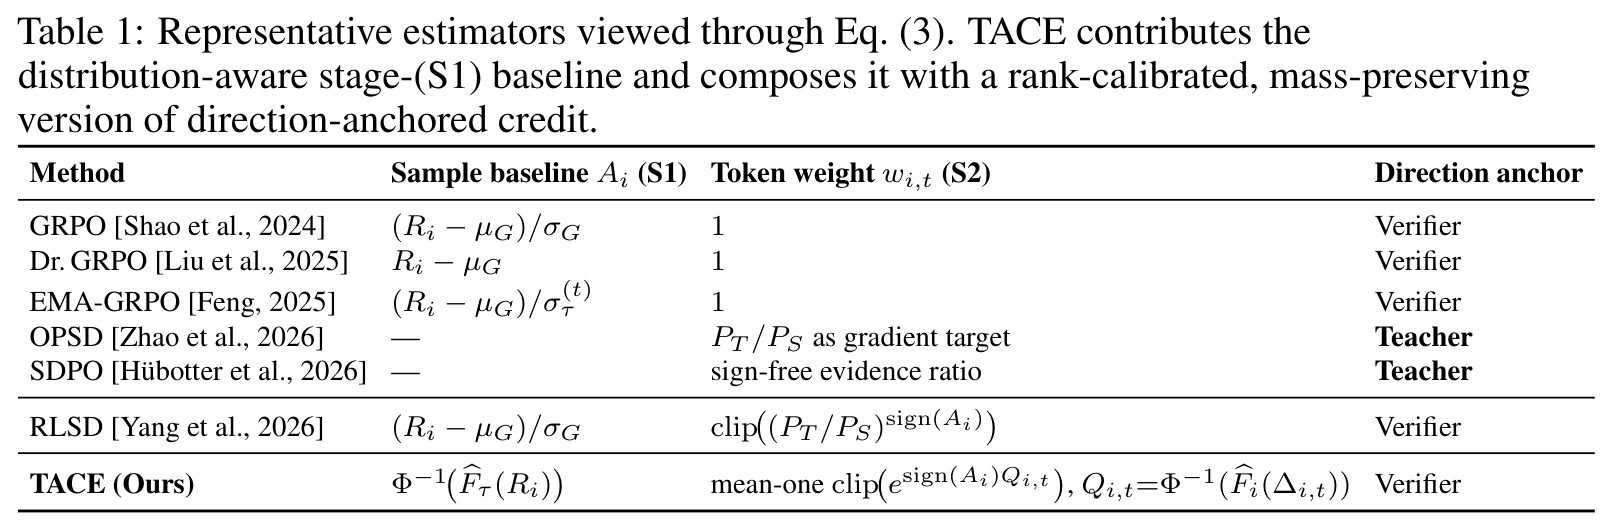 Table 1: Representative estimators viewed through Eq. (3). TACE contributes the
distribution-aware stage-(S1) baseline and composes it with a rank-calibrated, mass-preserving
version of direction-anchored credit.
Method Sample baseline A_i (S1) Token weight w_{i,t} (S2) Direction anchor
GRPO [Shao et al., 2024] (R_i − μ_G)/σ_G 1 Verifier
Dr. GRPO [Liu et al., 2025] R_i − μ_G 1 Verifier
EMA-GRPO [Feng, 2025] (R_i − μ_G)/σ_τ^{(t)} 1 Verifier
OPSD [Zhao et al., 2026] — P_T/P_S as gradient target Teacher
SDPO [Hübotter et al., 2026] — sign-free evidence ratio Teacher
RLSD [Yang et al., 2026] (R_i − μ_G)/σ_G clip((P_T/P_S)^{sign(A_i)}) Verifier
TACE (Ours) Φ^{−1}(F̂_τ(R_i)) mean-one clip(e^{sign(A_i)Q_{i,t}}), Q_{i,t}=Φ^{−1}(F̂_i(Δ_{i,t})) Verifier